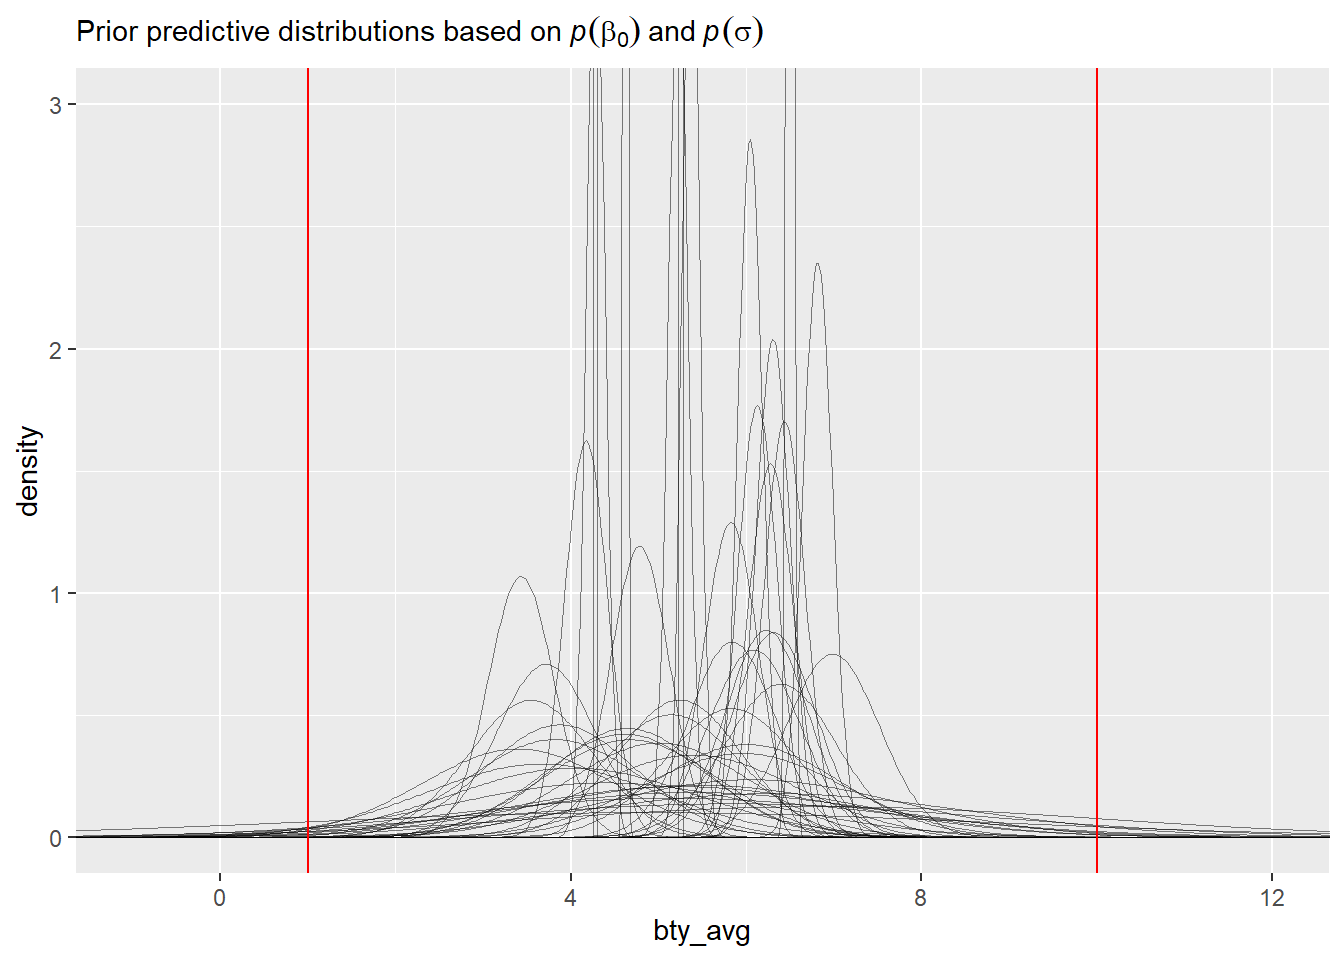 Prior predictive distributions based on p(β₀) and p(σ)
3
2
1
0
density
0 4 8 12
bty_avg